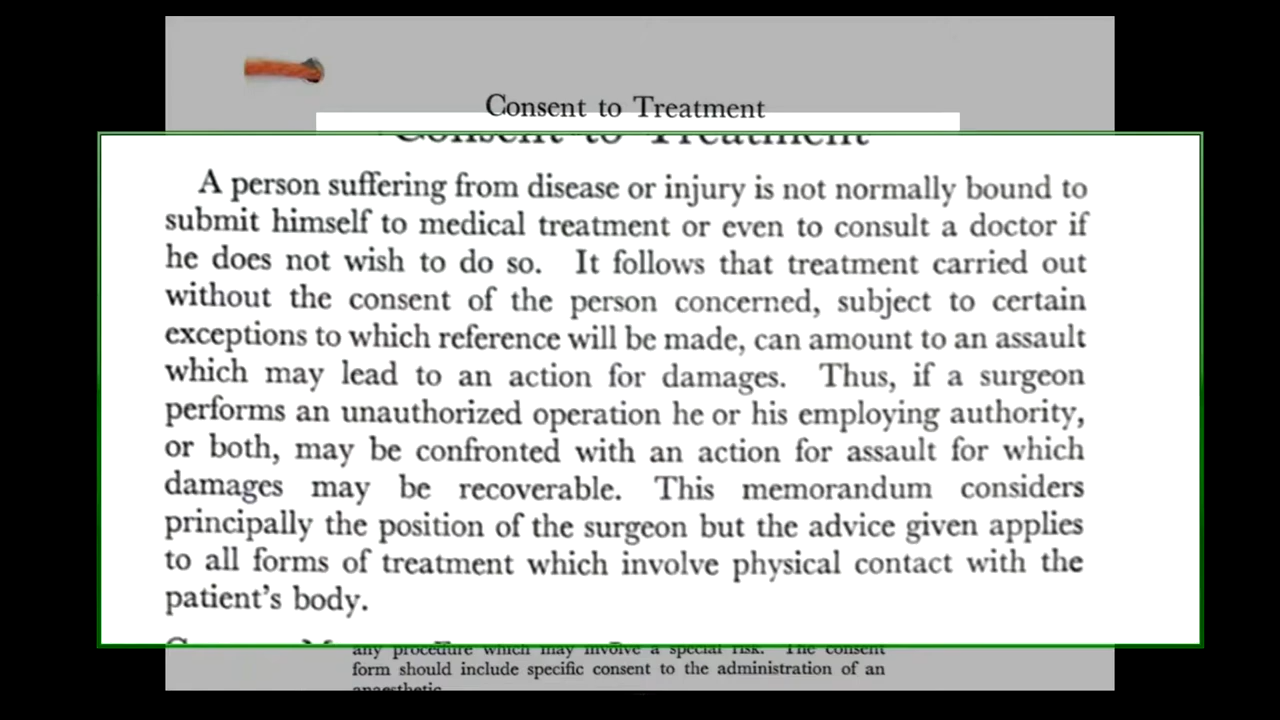 Consent to Treatment
Consent to Treatment
A person suffering from disease or injury is not normally bound to
submit himself to medical treatment or even to consult a doctor if
he does not wish to do so. It follows that treatment carried out
without the consent of the person concerned, subject to certain
exceptions to which reference will be made, can amount to an assault
which may lead to an action for damages. Thus, if a surgeon
performs an unauthorized operation he or his employing authority,
or both, may be confronted with an action for assault for which
damages may be recoverable. This memorandum considers
principally the position of the surgeon but the advice given applies
to all forms of treatment which involve physical contact with the
patient's body.
any procedure which may involve a special risk. The consent
form should include specific consent to the administration of an
anaesthetic